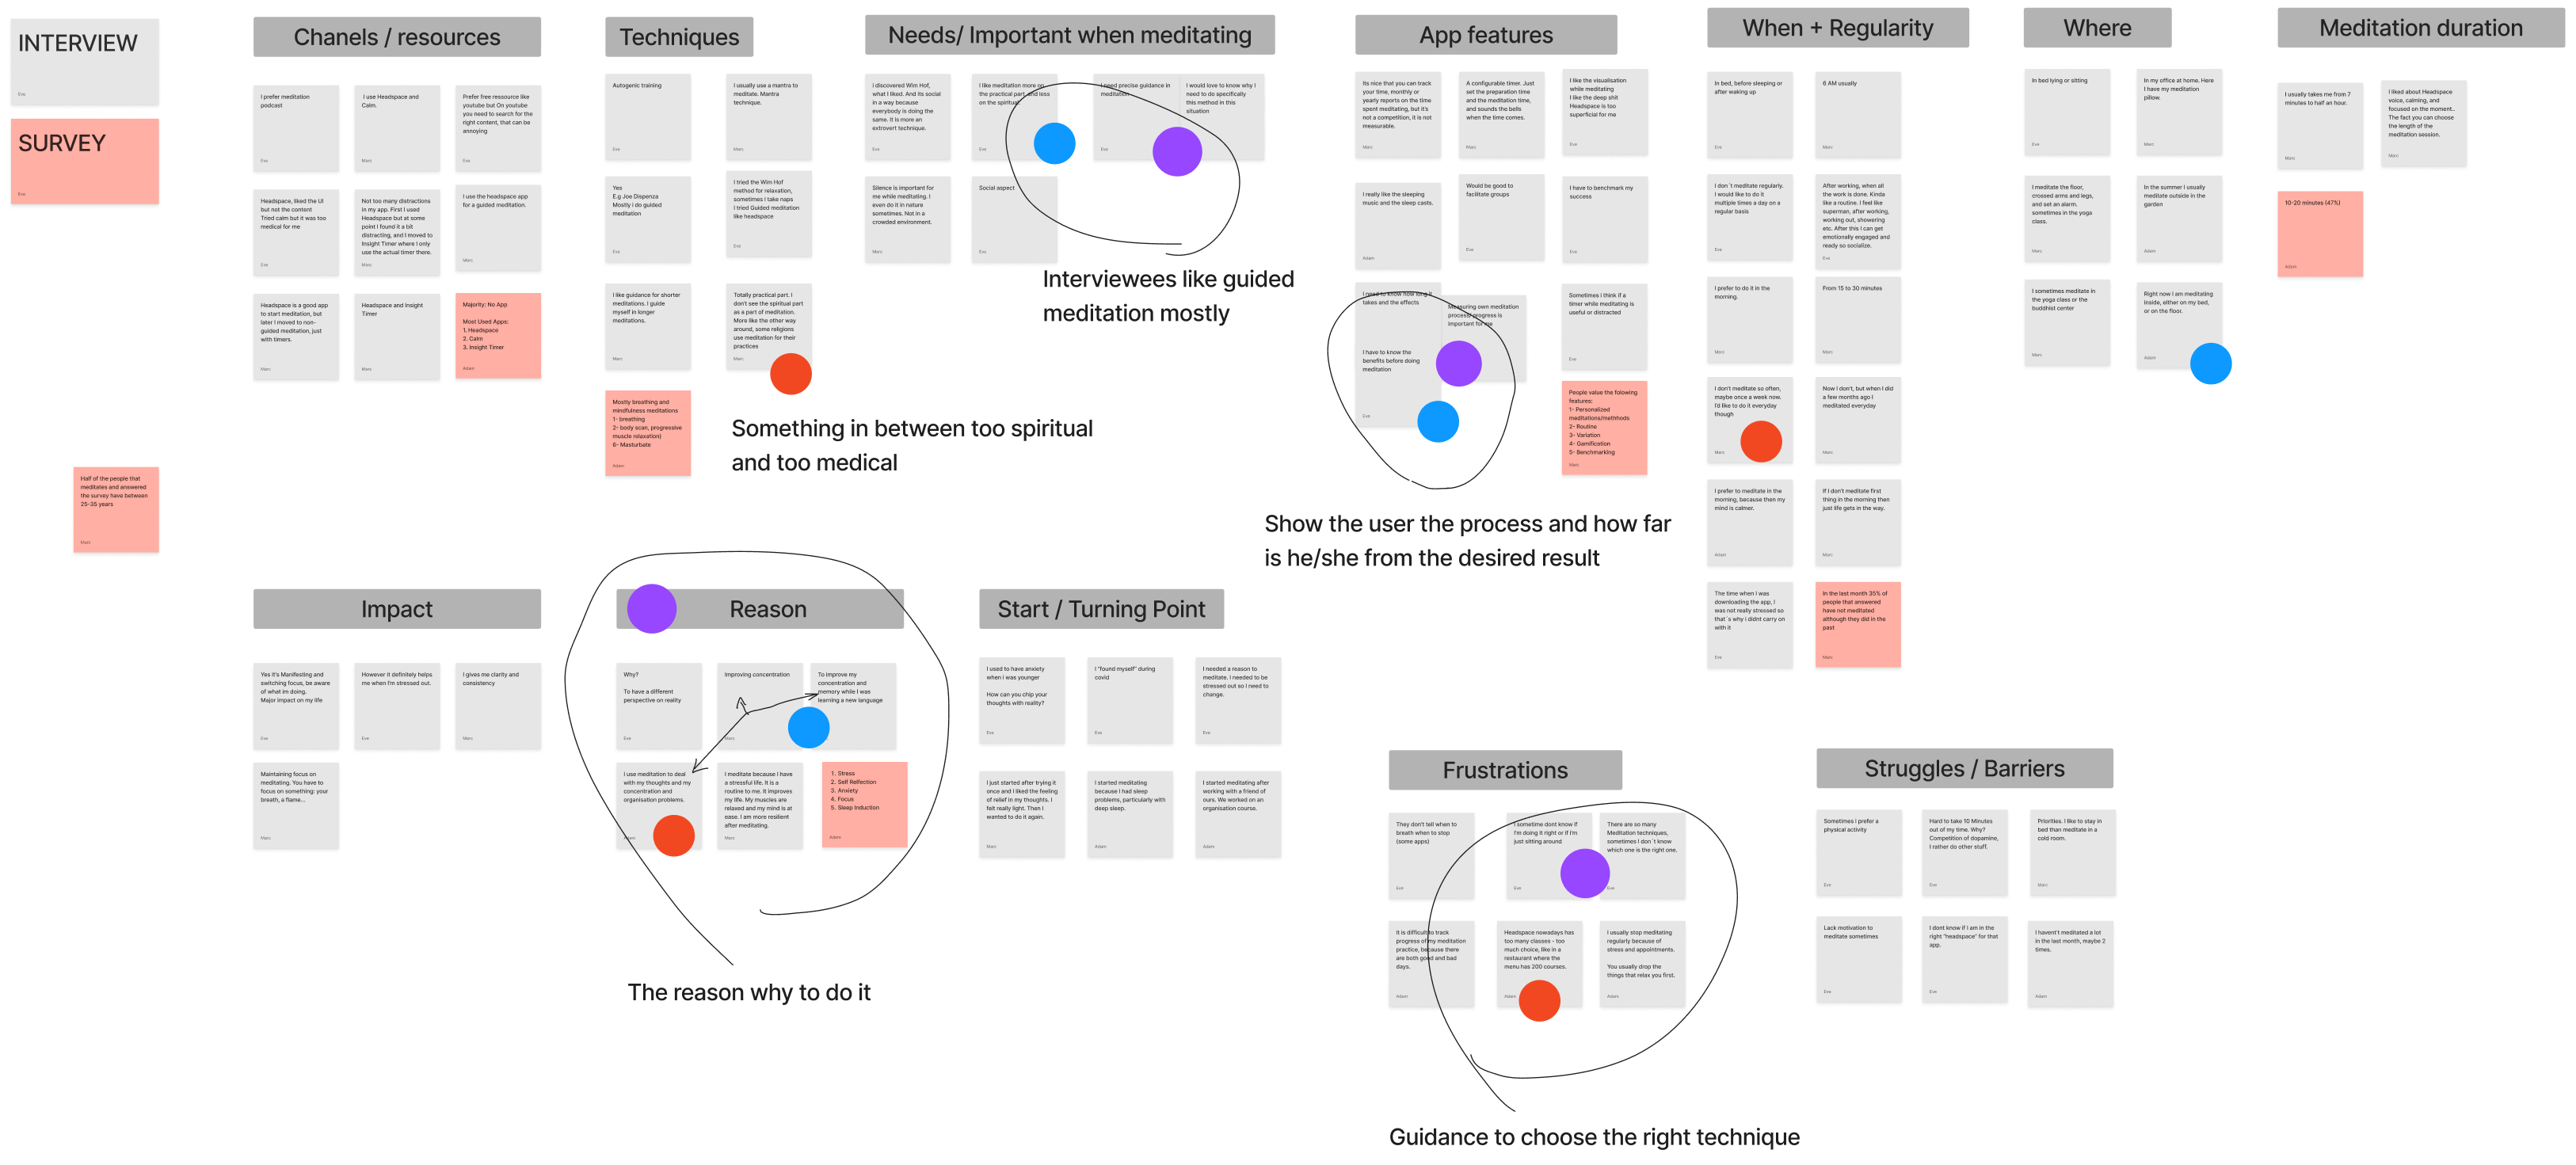 INTERVIEW
Eve
SURVEY
Eve
Half of the people that
meditates and answered
the survey have between
25-35 years
Marc
Chanels / resources
I prefer meditation
podcast
Eve
I use Headspace and
Calm.
Marc
Prefer free ressource like
youtube but On youtube
you need to search for the
right content, that can be
annoying
Eve
Headspace, liked the UI
but not the content
Tried calm but it was too
medical for me
Eve
Not too many distractions
in my app. First I used
Headspace but at some
point I found it a bit
distracting, and I moved to
Insight Timer where I only
use the actual timer there.
Marc
I use the headspace app
for a guided meditation.
Marc
Headspace is a good app
to start meditation, but
later I moved to non-
guided meditation, just
with timers.
Marc
Headspace and Insight
Timer
Marc
Majority: No App
Most Used Apps:
1. Headspace
2. Calm
3. Insight Timer
Adam
Techniques
Autogenic training
Eve
I usually use a mantra to
meditate. Mantra
technique.
Marc
Yes
E.g Joe Dispenza
Mostly i do guided
meditation
Eve
I tried the Wim Hof
method for relaxation,
sometimes I take naps
I tried Guided meditation
like headspace
Eve
I like guidance for shorter
meditations. I guide
myself in longer
meditations.
Marc
Totally practical part. I
don't see the spiritual part
as a part of meditation.
More like the other way
around, some religions
use meditation for their
practices
Marc
Mostly breathing and
mindfulness meditations
1- breathing
2- body scan, progressive
muscle relaxation)
6- Masturbate
Adam
Something in between too spiritual
and too medical
Needs/ Important when meditating
I discovered Wim Hof,
what I liked. And its social
in a way because
everybody is doing the
same. It is more an
extrovert technique.
Eve
I like meditation more on
the practical part, and less
on the spiritual
Eve
I need precise guidance in
meditation
Eve
I would love to know why I
need to do specifically
this method in this
situation
Silence is important for
me while meditating. I
even do it in nature
sometimes. Not in a
crowded environment.
Marc
Social aspect
Eve
Interviewees like guided
meditation mostly
App features
Its nice that you can track
your time, monthly or
yearly reports on the time
spent meditating, but it's
not a competition, it is not
measurable.
Marc
A configurable timer. Just
set the preparation time
and the meditation time,
and sounds the bells
when the time comes.
Marc
I like the visualisation
while meditating
I like the deep shit
Headspace is too
superficial for me
Eve
I really like the sleeping
music and the sleep casts.
Adam
Would be good to
facilitate groups
Eve
I have to benchmark my
success
Eve
I need to know how long it
takes and the effects
I have to know the
benefits before doing
meditation
Eve
Measuring own meditation
process/ progress is
important for me
Sometimes I think if a
timer while meditating is
useful or distracted
Eve
People value the folowing
features:
1- Personalized
meditations/methhods
2- Routine
3- Variation
4- Gamification
5- Benchmarking
Marc
Show the user the process and how far
is he/she from the desired result
When + Regularity
In bed, before sleeping or
after waking up
Eve
6 AM usually
Marc
I don´t meditate regularly.
I would like to do it
multiple times a day on a
regular basis
Eve
After working, when all
the work is done. Kinda
like a routine. I feel like
superman, after working,
working out, showering
etc. After this I can get
emotionally engaged and
ready so socialize.
Eve
I prefer to do it in the
morning.
Marc
From 15 to 30 minutes
Marc
I don't meditate so often,
maybe once a week now.
I'd like to do it everyday
though
Marc
Now I don't, but when I did
a few months ago I
meditated everyday
Marc
I prefer to meditate in the
morning, because then my
mind is calmer.
Adam
If I don't meditate first
thing in the morning then
just life gets in the way.
Marc
The time when I was
downloading the app, I
was not really stressed so
that´s why i didnt carry on
with it
Eve
In the last month 35% of
people that answered
have not meditated
although they did in the
past
Marc
Where
In bed lying or sitting
Eve
In my office at home. Here
I have my meditation
pillow.
Marc
I meditate the floor,
crossed arms and legs,
and set an alarm.
sometimes in the yoga
class.
Marc
In the summer I usually
meditate outside in the
garden
Adam
I sometimes meditate in
the yoga class or the
buddhist center
Marc
Right now I am meditating
inside, either on my bed,
or on the floor.
Adam
Meditation duration
I usually takes me from 7
minutes to half an hour.
Marc
I liked about Headspace
voice, calming, and
focused on the moment..
The fact you can choose
the length of the
meditation session.
Marc
10-20 minutes (47%)
Adam
Impact
Yes it's Manifesting and
switching focus, be aware
of what im doing.
Major impact on my life
Eve
However it definitely helps
me when I'm stressed out.
Eve
I gives me clarity and
consistency
Marc
Maintaining focus on
meditating. You have to
focus on something: your
breath, a flame...
Marc
Reason
Why?
To have a different
perspective on reality
Eve
Improving concentration
Marc
To improve my
concentration and
memory while I was
learning a new language
I use meditation to deal
with my thoughts and my
concentration and
organisation problems.
Adam
I meditate because I have
a stressful life. It is a
routine to me. It improves
my life. My muscles are
relaxed and my mind is at
ease. I am more resilient
after meditating.
Marc
1. Stress
2. Self Relfection
3. Anxiety
4. Focus
5. Sleep Induction
Adam
The reason why to do it
Start / Turning Point
I used to have anxiety
when I was younger
How can you chip your
thoughts with reality?
Eve
I "found myself" during
covid
Eve
I needed a reason to
meditate. I needed to be
stressed out so I need to
change.
Eve
I just started after trying it
once and I liked the feeling
of relief in my thoughts. I
felt really light. Then I
wanted to do it again.
Marc
I started meditating
because I had sleep
problems, particularly with
deep sleep.
Adam
I started meditating after
working with a friend of
ours. We worked on an
organisation course.
Adam
Frustrations
They don't tell when to
breath when to stop
(some apps)
Eve
I sometime dont know if
I'm doing it right or if I'm
just sitting around
Eve
There are so many
Meditation techniques,
sometimes I don´t know
which one is the right one.
Eve
It is difficult to track
progress of my meditation
practice, because there
are both good and bad
days.
Adam
Headspace nowadays has
too many classes - too
much choice, like in a
restaurant where the
menu has 200 courses.
Adam
I usually stop meditating
regularly because of
stress and appointments.
You usually drop the
things that relax you first.
Adam
Guidance to choose the right technique
Struggles / Barriers
Sometimes i prefer a
physical activity
Eve
Hard to take 10 Minutes
out of my time. Why?
Competition of dopamine,
I rather do other stuff.
Eve
Priorities. I like to stay in
bed than meditate in a
cold room.
Marc
Lack motivation to
meditate sometimes
Eve
I dont know if I am in the
right "headspace" for that
app.
Eve
I havent't meditated a lot
in the last month, maybe 2
times.
Adam